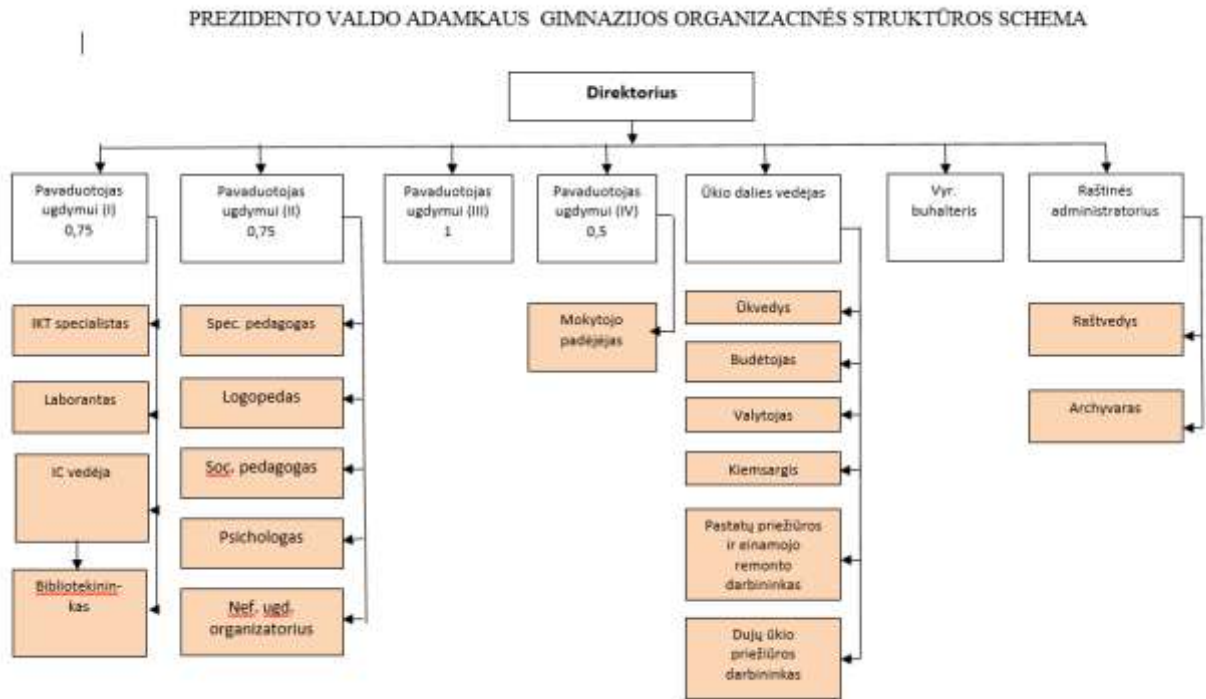 PREZIDENTO VALDO ADAMKAUS GIMNAZIJOS ORGANIZACINĖS STRUKTŪROS SCHEMA
Direktorius
Pavaduotojas
ugdymui (I)
0,75
Pavaduotojas
ugdymui (II)
0,75
Pavaduotojas
ugdymui (III)
1
Pavaduotojas
ugdymui (IV)
0,5
Ūkio dalies vedėjas
Vyr.
buhalteris
Raštinės
administratorius
IKT specialistas
Laborantas
IC vedėja
Bibliotekinin-
kas
Spec. pedagogas
Logopedas
Soc. pedagogas
Psichologas
Nef. ugd.
organizatorius
Mokytojo
padėjėjas
Ūkvedys
Budėtojas
Valytojas
Kiemsargis
Pastatų priežiūros
ir einamojo
remonto
darbininkas
Dujų ūkio
priežiūros
darbininkas
Raštvedys
Archyvaras